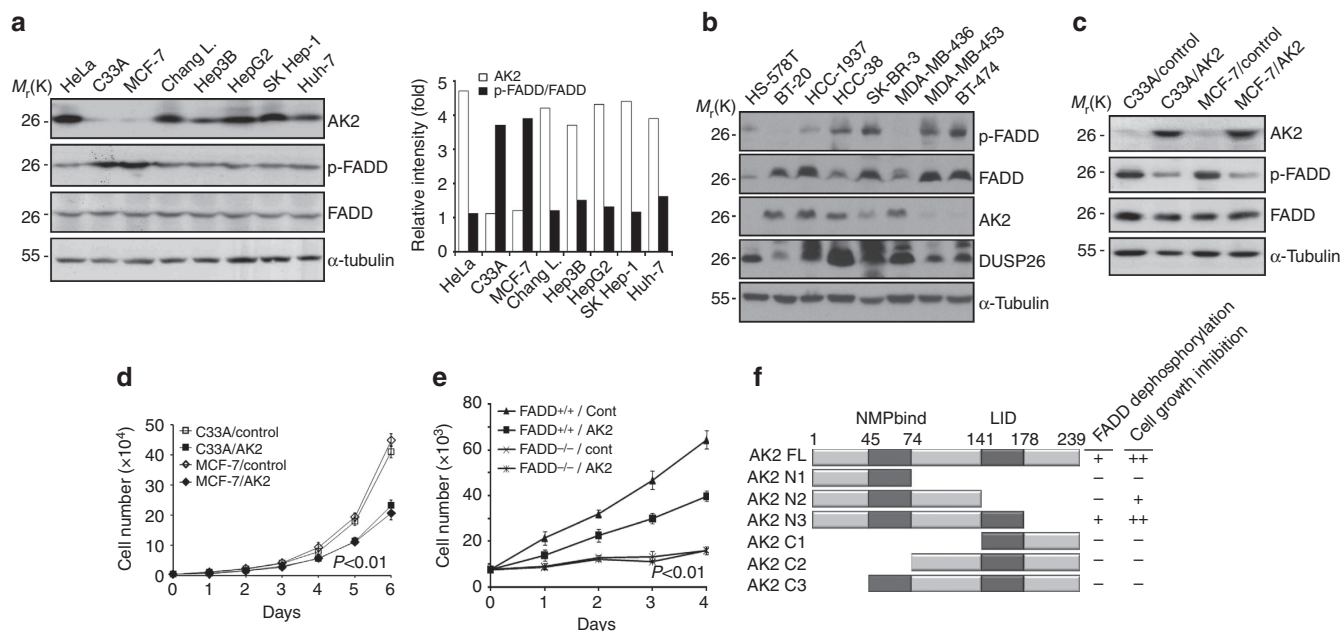 a
Mr(K)
HeLa
C33A
MCF-7
Chang L.
Hep3B
HepG2
SK Hep-1
Huh-7
26
AK2
26
p-FADD
26
FADD
55
α-tubulin
AK2
p-FADD/FADD
Relative intensity (fold)
5
4
3
2
1
0
HeLa
C33A
MCF-7
Chang L.
Hep3B
HepG2
SK Hep-1
Huh-7
b
Mr(K)
HS-578T
BT-20
HCC-1937
HCC-38
SK-BR-3
MDA-MB-436
MDA-MB-453
BT-474
26
p-FADD
26
FADD
26
AK2
26
DUSP26
55
α-Tubulin
c
Mr(K)
C33A/control
C33A/AK2
MCF-7/control
MCF-7/AK2
26
AK2
26
p-FADD
26
FADD
55
α-Tubulin
d
Cell number (×10⁴)
50
40
30
20
10
0
C33A/control
C33A/AK2
MCF-7/control
MCF-7/AK2
P<0.01
0 1 2 3 4 5 6
Days
e
Cell number (×10³)
80
60
40
20
0
FADD+/+ / Cont
FADD+/+ / AK2
FADD–/– / cont
FADD–/– / AK2
P<0.01
0 1 2 3 4
Days
f
FADD dephosphorylation
Cell growth inhibition
NMPbind LID
1 45 74 141 178 239
AK2 FL + ++
AK2 N1 – –
AK2 N2 – +
AK2 N3 + ++
AK2 C1 – –
AK2 C2 – –
AK2 C3 – –